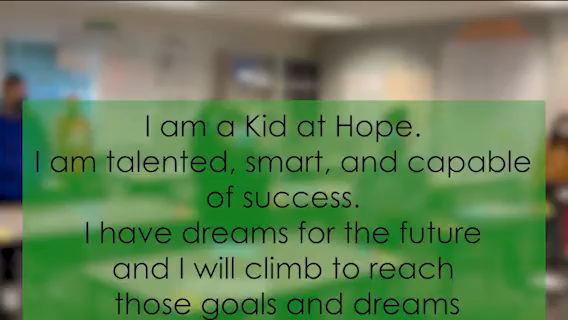 I am a Kid at Hope.
I am talented, smart, and capable
of success.
I have dreams for the future
and I will climb to reach
those goals and dreams